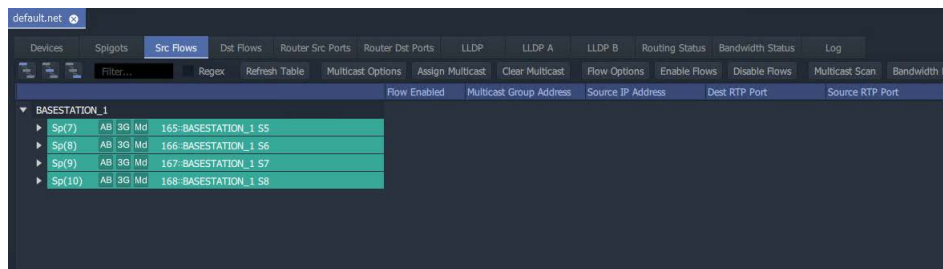 default.net
Devices Spigots Src Flows Dst Flows Router Src Ports Router Dst Ports LLDP LLDP A LLDP B Routing Status Bandwidth Status Log
Filter... Regex Refresh Table Multicast Options Assign Multicast Clear Multicast Flow Options Enable Flows Disable Flows Multicast Scan Bandwidth
Flow Enabled Multicast Group Address Source IP Address Dest RTP Port Source RTP Port
BASESTATION_1
Sp(7) AB 3G Md 165::BASESTATION_1 S5
Sp(8) AB 3G Md 166::BASESTATION_1 S6
Sp(9) AB 3G Md 167::BASESTATION_1 S7
Sp(10) AB 3G Md 168::BASESTATION_1 S8